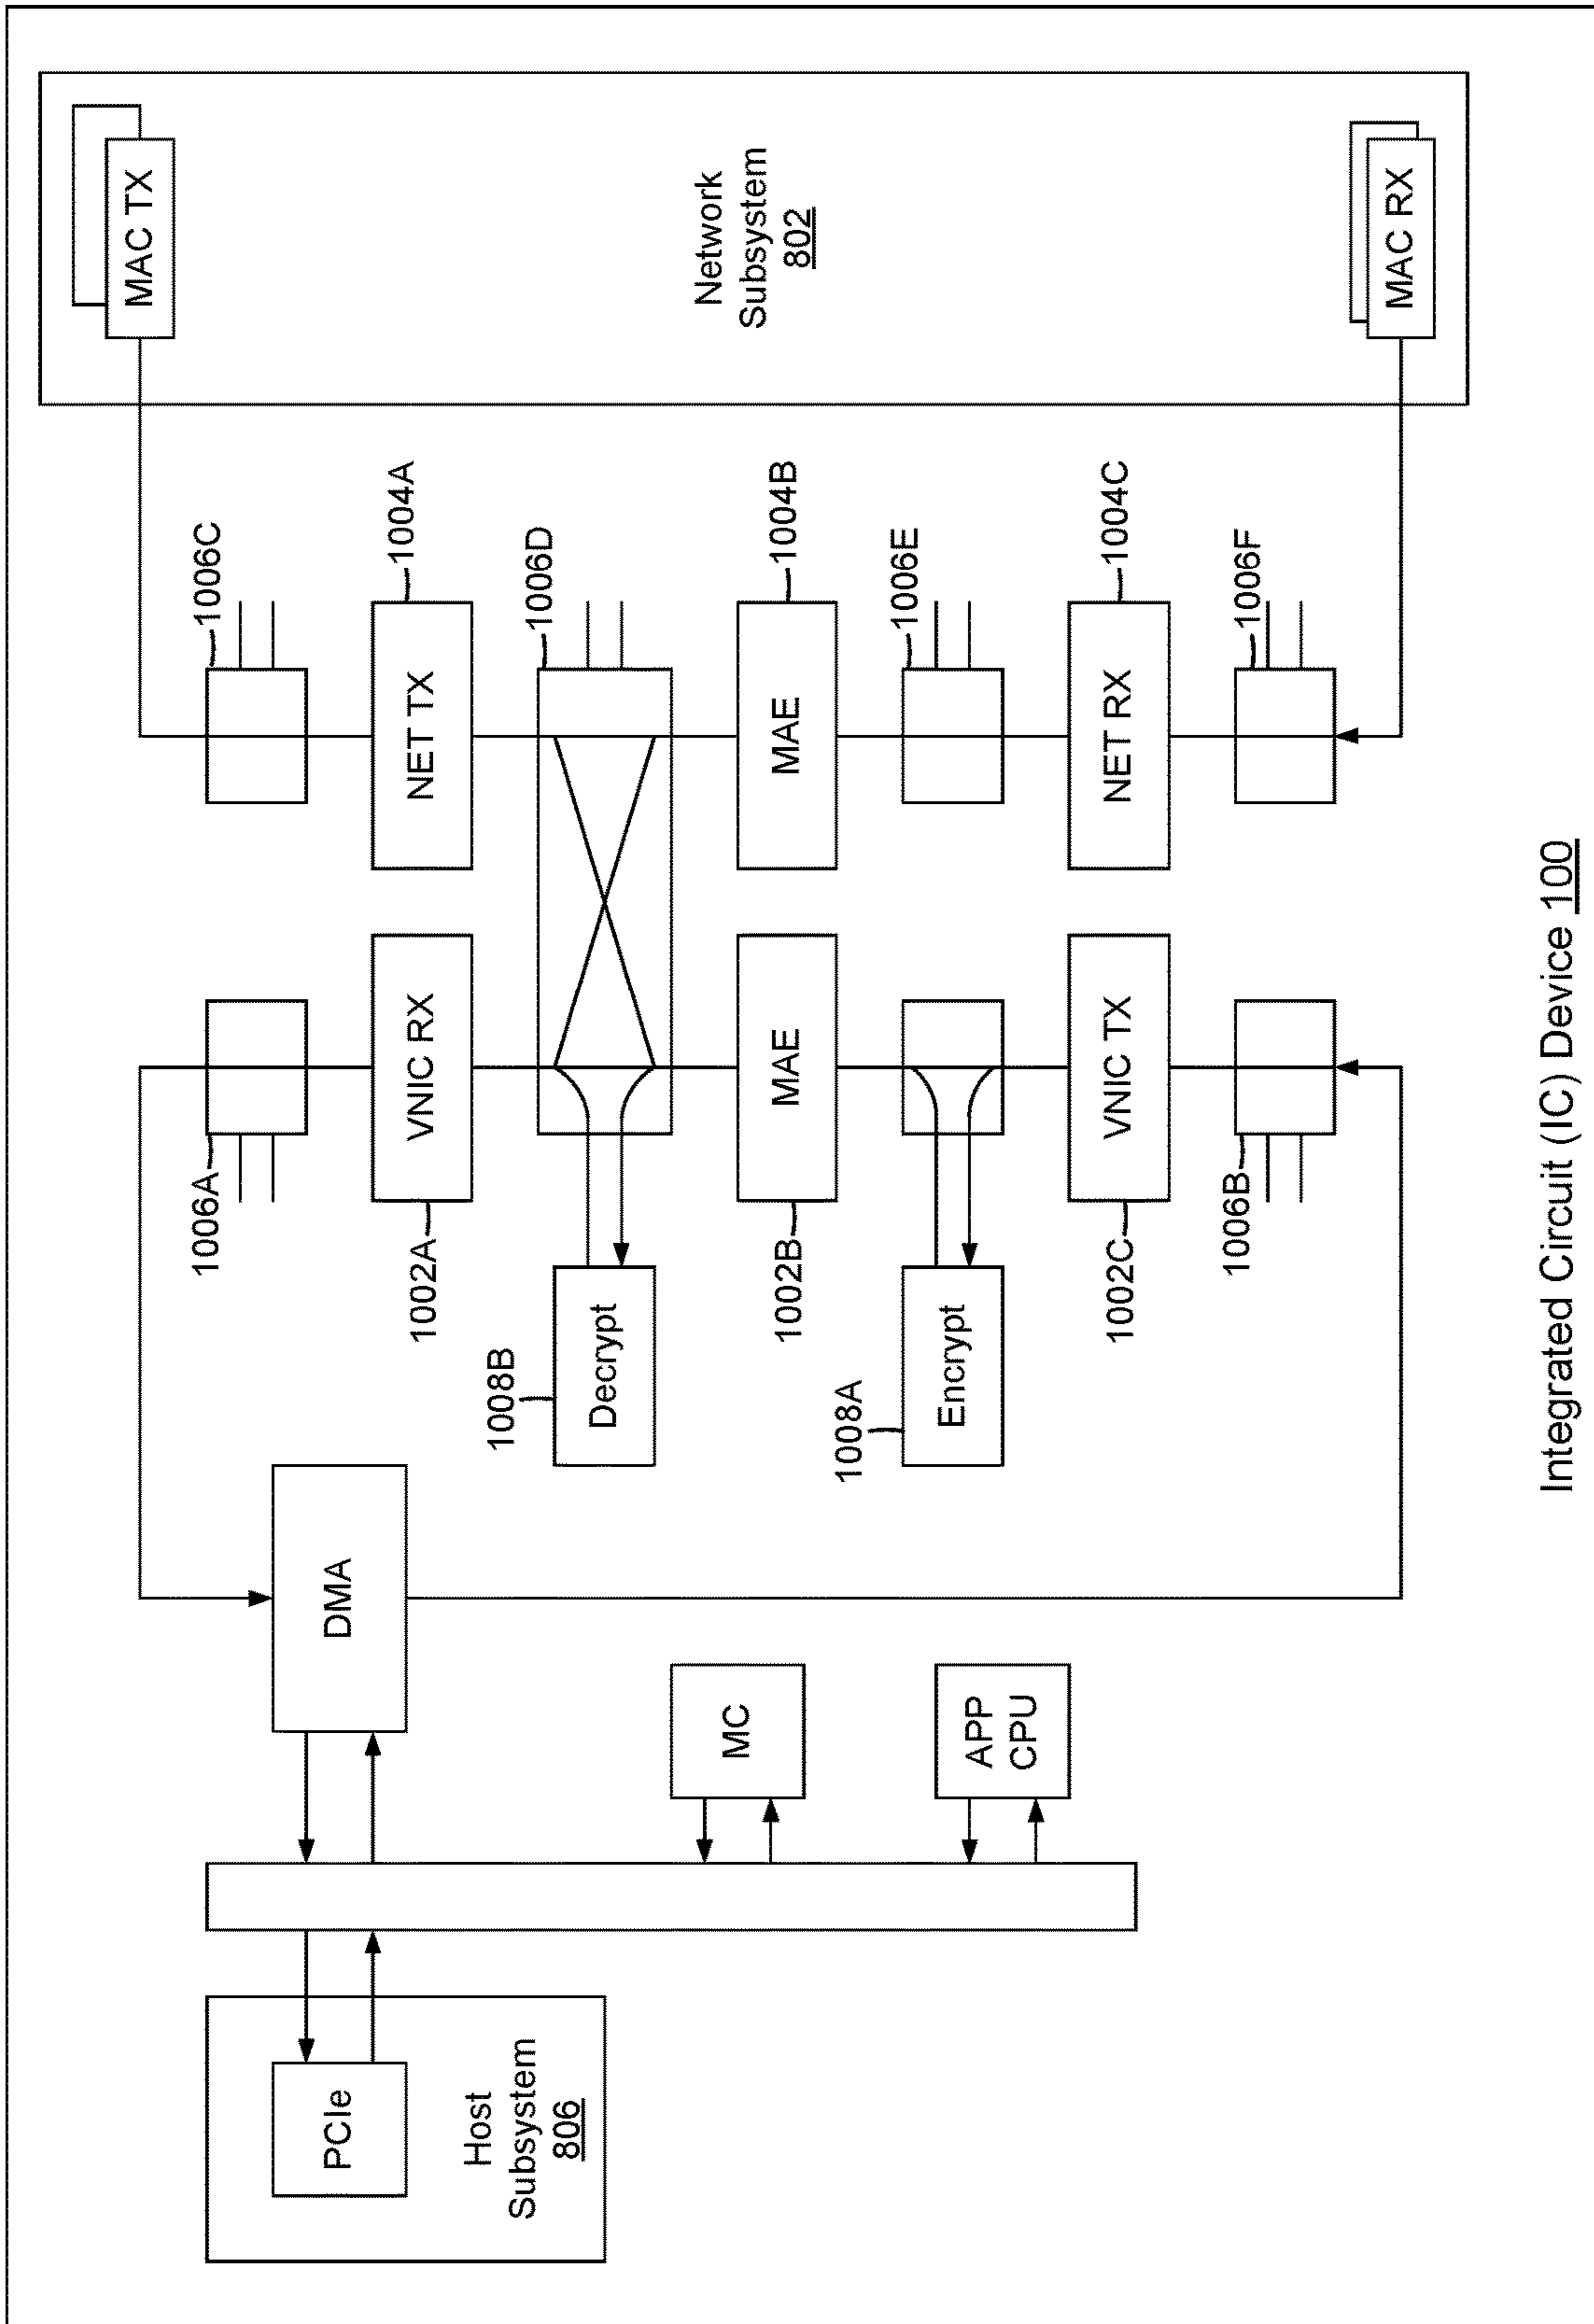 MAC TX
1006A
1006C
PCIe
DMA
1002A
VNIC RX
NET TX
1004A
Host
Subsystem
806
1008B
Decrypt
1006D
Network
Subsystem
802
MC
1002B
MAE
MAE
1004B
1008A
Encrypt
1006E
APP
CPU
1002C
VNIC TX
NET RX
1004C
1006B
1006F
MAC RX
Integrated Circuit (IC) Device 100